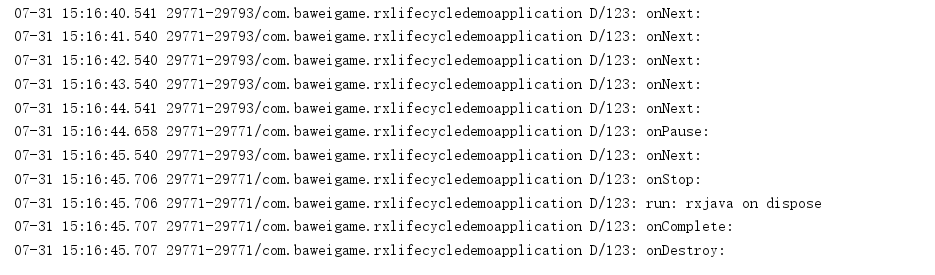 07-31 15:16:40.541 29771-29793/com.baweigame.rxlifecycledemoapplication D/123: onNext:
07-31 15:16:41.540 29771-29793/com.baweigame.rxlifecycledemoapplication D/123: onNext:
07-31 15:16:42.540 29771-29793/com.baweigame.rxlifecycledemoapplication D/123: onNext:
07-31 15:16:43.540 29771-29793/com.baweigame.rxlifecycledemoapplication D/123: onNext:
07-31 15:16:44.541 29771-29793/com.baweigame.rxlifecycledemoapplication D/123: onNext:
07-31 15:16:44.658 29771-29771/com.baweigame.rxlifecycledemoapplication D/123: onPause:
07-31 15:16:45.540 29771-29793/com.baweigame.rxlifecycledemoapplication D/123: onNext:
07-31 15:16:45.706 29771-29771/com.baweigame.rxlifecycledemoapplication D/123: onStop:
07-31 15:16:45.706 29771-29771/com.baweigame.rxlifecycledemoapplication D/123: run: rxjava on dispose
07-31 15:16:45.707 29771-29771/com.baweigame.rxlifecycledemoapplication D/123: onComplete:
07-31 15:16:45.707 29771-29771/com.baweigame.rxlifecycledemoapplication D/123: onDestroy: